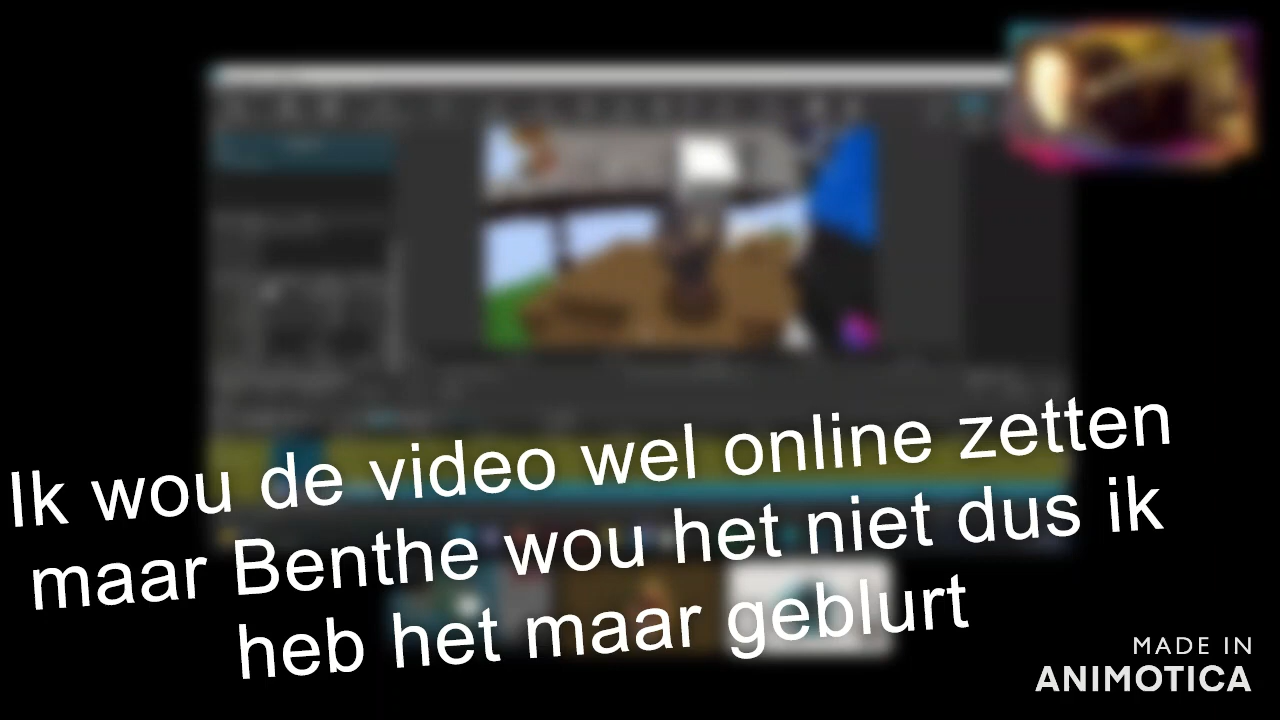 Ik wou de video wel online zetten
maar Benthe wou het niet dus ik
heb het maar geblurt
MADE IN
ANIMOTICA